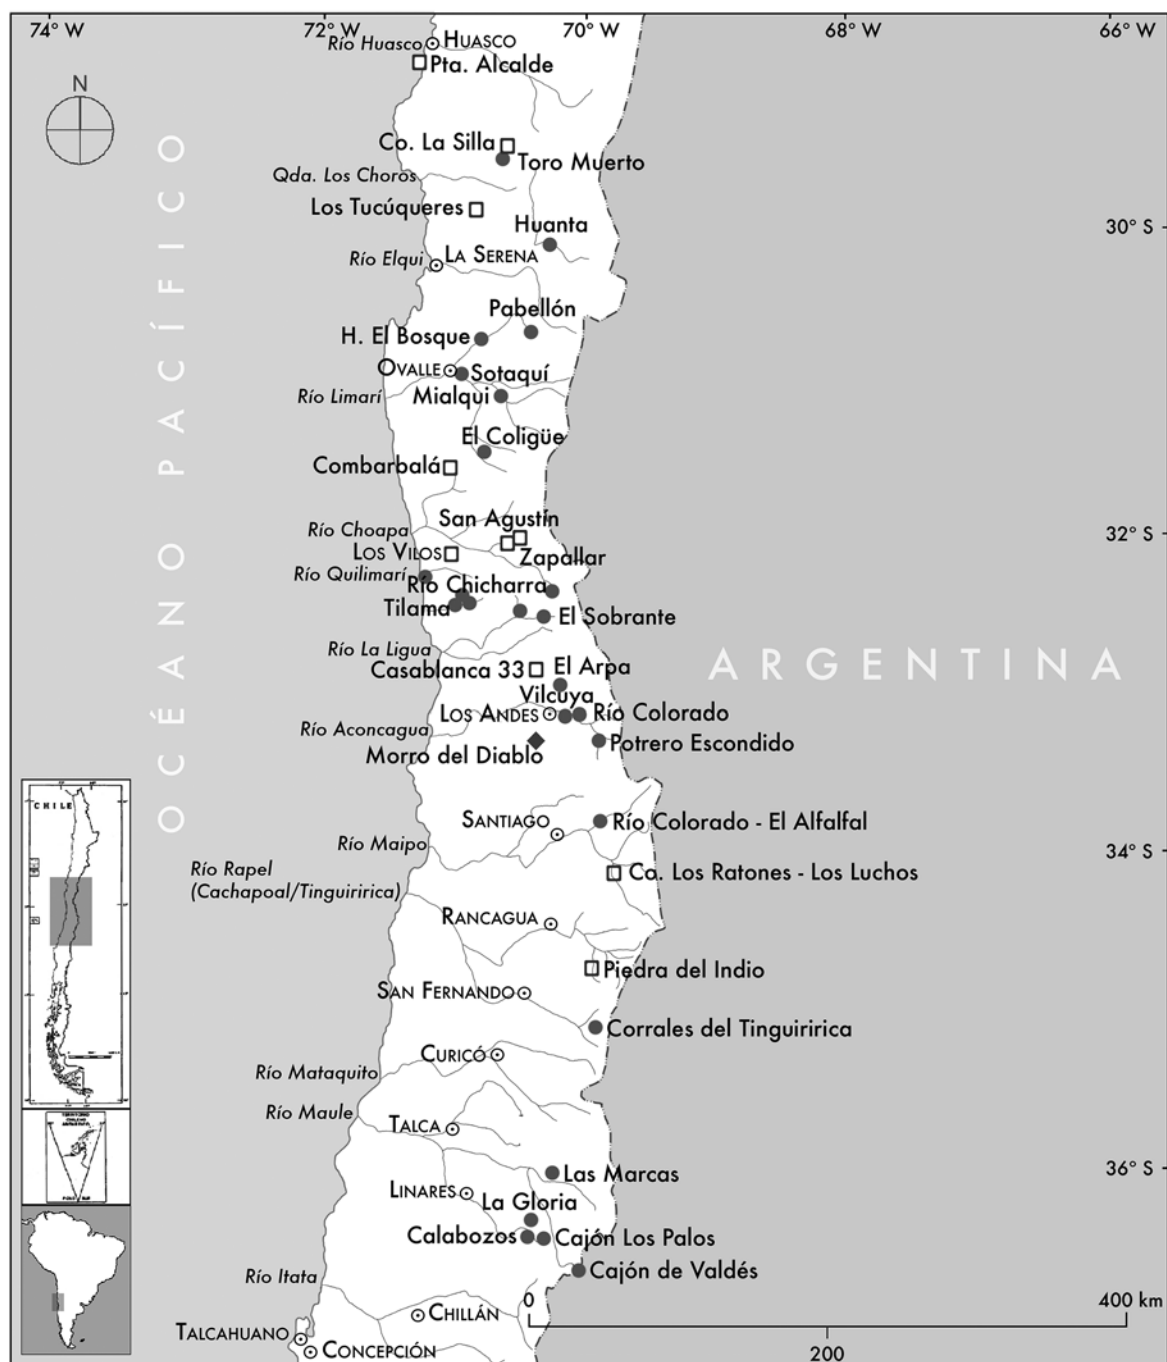 74° W
72° W
70° W
68° W
66° W
Río Huasco
HUASCO
Pta. Alcalde
N
Co. La Silla
Toro Muerto
Qda. Los Choros
Los Tucúqueres
Huanta
30° S
Río Elqui
LA SERENA
Pabellón
H. El Bosque
OVALLE
Sotaquí
Río Limarí
Mialqui
El Coligüe
Combarbalá
San Agustín
Río Choapa
32° S
LOS VILOS
Zapallar
Río Quilimarí
Río Chicharra
Tilama
El Sobrante
Río La Ligua
OCÉANO PACÍFICO
ARGENTINA
Casablanca 33
El Arpa
Vilcuya
LOS ANDES
Río Colorado
Río Aconcagua
Morro del Diablo
Potrero Escondido
CHILE
SANTIAGO
Río Colorado - El Alfalfal
Río Maipo
34° S
Río Rapel
(Cachapoal/Tinguiririca)
Co. Los Ratones - Los Luchos
RANCAGUA
Piedra del Indio
SAN FERNANDO
Corrales del Tinguiririca
CURICÓ
Río Mataquito
Río Maule
TALCA
36° S
Las Marcas
LINARES
La Gloria
Calabozos
Cajón Los Palos
Cajón de Valdés
Río Itata
0
400 km
CHILLÁN
TALCAHUANO
CONCEPCIÓN
200